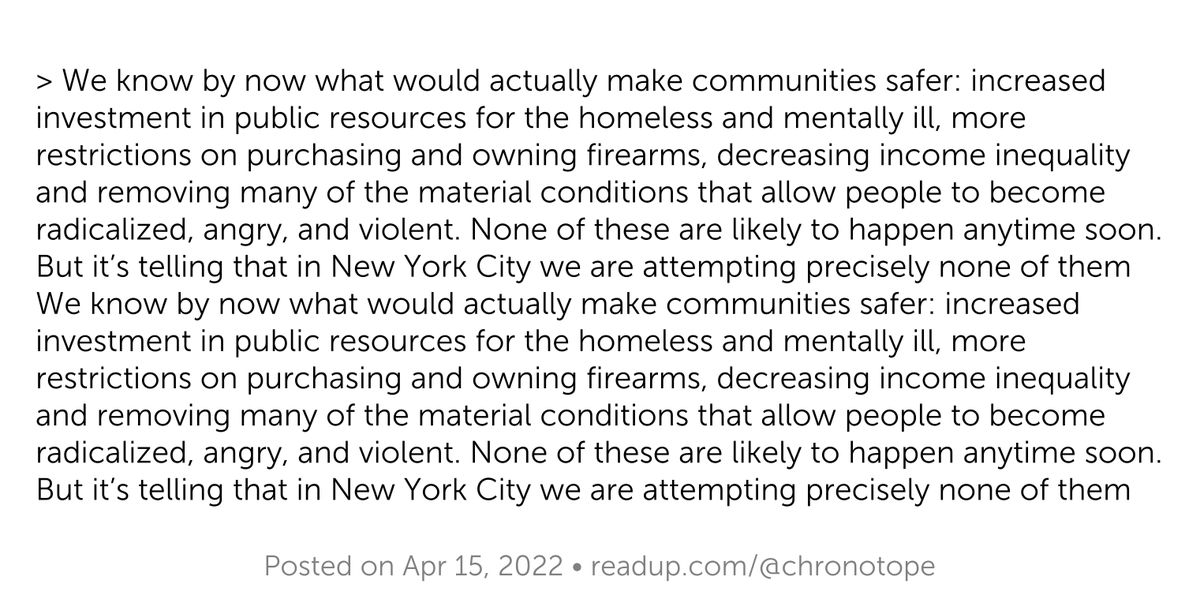 > We know by now what would actually make communities safer: increased
investment in public resources for the homeless and mentally ill, more
restrictions on purchasing and owning firearms, decreasing income inequality
and removing many of the material conditions that allow people to become
radicalized, angry, and violent. None of these are likely to happen anytime soon.
But it’s telling that in New York City we are attempting precisely none of them
We know by now what would actually make communities safer: increased
investment in public resources for the homeless and mentally ill, more
restrictions on purchasing and owning firearms, decreasing income inequality
and removing many of the material conditions that allow people to become
radicalized, angry, and violent. None of these are likely to happen anytime soon.
But it’s telling that in New York City we are attempting precisely none of them
Posted on Apr 15, 2022 • readup.com/@chronotope